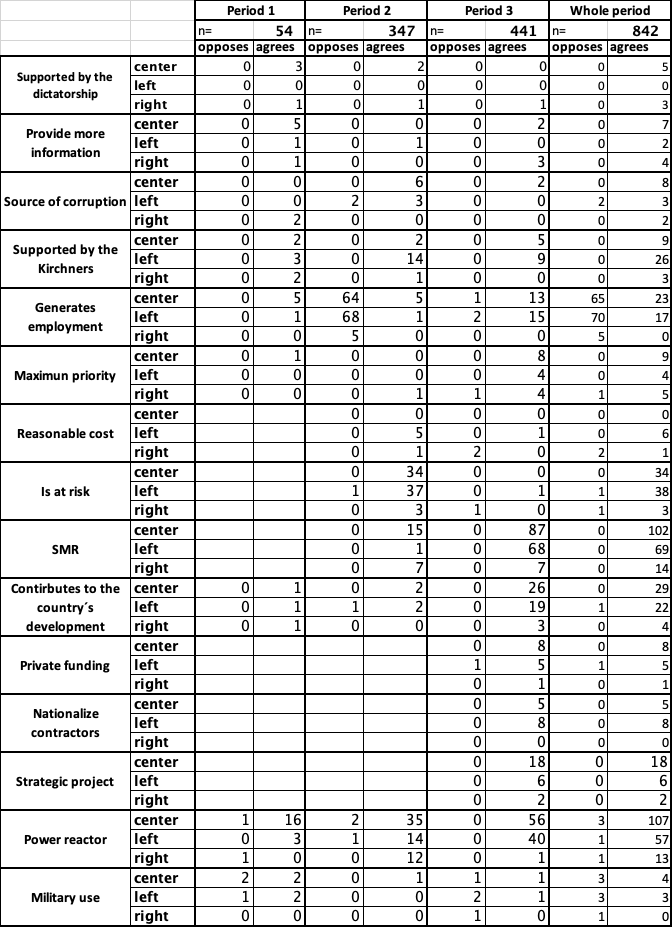 Period 1 Period 2 Period 3 Whole period
n= 54 n= 347 n= 441 n= 842
opposes agrees opposes agrees opposes agrees opposes agrees
Supported by the dictatorship
center 0 3 0 2 0 0 0 5
left 0 0 0 0 0 0 0 0
right 0 1 0 1 0 1 0 3
Provide more information
center 0 5 0 0 0 2 0 7
left 0 1 0 1 0 0 0 2
right 0 1 0 0 0 3 0 4
Source of corruption
center 0 0 0 6 0 2 0 8
left 0 0 2 3 0 0 2 3
right 0 2 0 0 0 0 0 2
Supported by the Kirchners
center 0 2 0 2 0 5 0 9
left 0 3 0 14 0 9 0 26
right 0 2 0 1 0 0 0 3
Generates employment
center 0 5 64 5 1 13 65 23
left 0 1 68 1 2 15 70 17
right 0 0 5 0 0 0 5 0
Maximun priority
center 0 1 0 0 0 8 0 9
left 0 0 0 0 0 4 0 4
right 0 0 0 1 1 4 1 5
Reasonable cost
center 0 0 0 0 0 0
left 0 5 0 1 0 6
right 0 1 2 0 2 1
Is at risk
center 0 34 0 0 0 34
left 1 37 0 1 1 38
right 0 3 1 0 1 3
SMR
center 0 15 0 87 0 102
left 0 1 0 68 0 69
right 0 7 0 7 0 14
Contirbutes to the country´s development
center 0 1 0 2 0 26 0 29
left 0 1 1 2 0 19 1 22
right 0 1 0 0 0 3 0 4
Private funding
center 0 8 0 8
left 1 5 1 5
right 0 1 0 1
Nationalize contractors
center 0 5 0 5
left 0 8 0 8
right 0 0 0 0
Strategic project
center 0 18 0 18
left 0 6 0 6
right 0 2 0 2
Power reactor
center 1 16 2 35 0 56 3 107
left 0 3 1 14 0 40 1 57
right 1 0 0 12 0 1 1 13
Military use
center 2 2 0 1 1 1 3 4
left 1 2 0 0 2 1 3 3
right 0 0 0 0 1 0 1 0